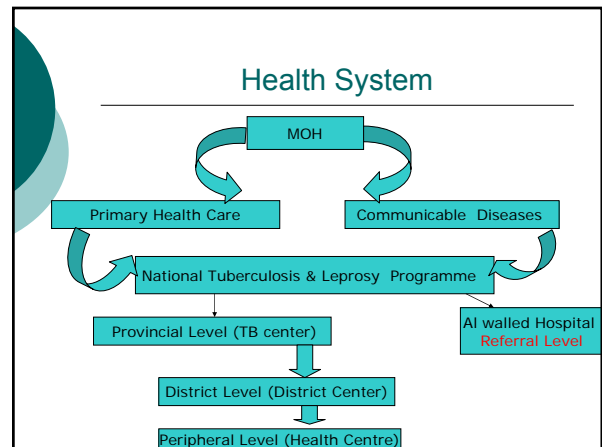 Health System
MOH
Primary Health Care
Communicable Diseases
National Tuberculosis & Leprosy Programme
Provincial Level (TB center)
Al walled Hospital
Referral Level
District Level (District Center)
Peripheral Level (Health Centre)